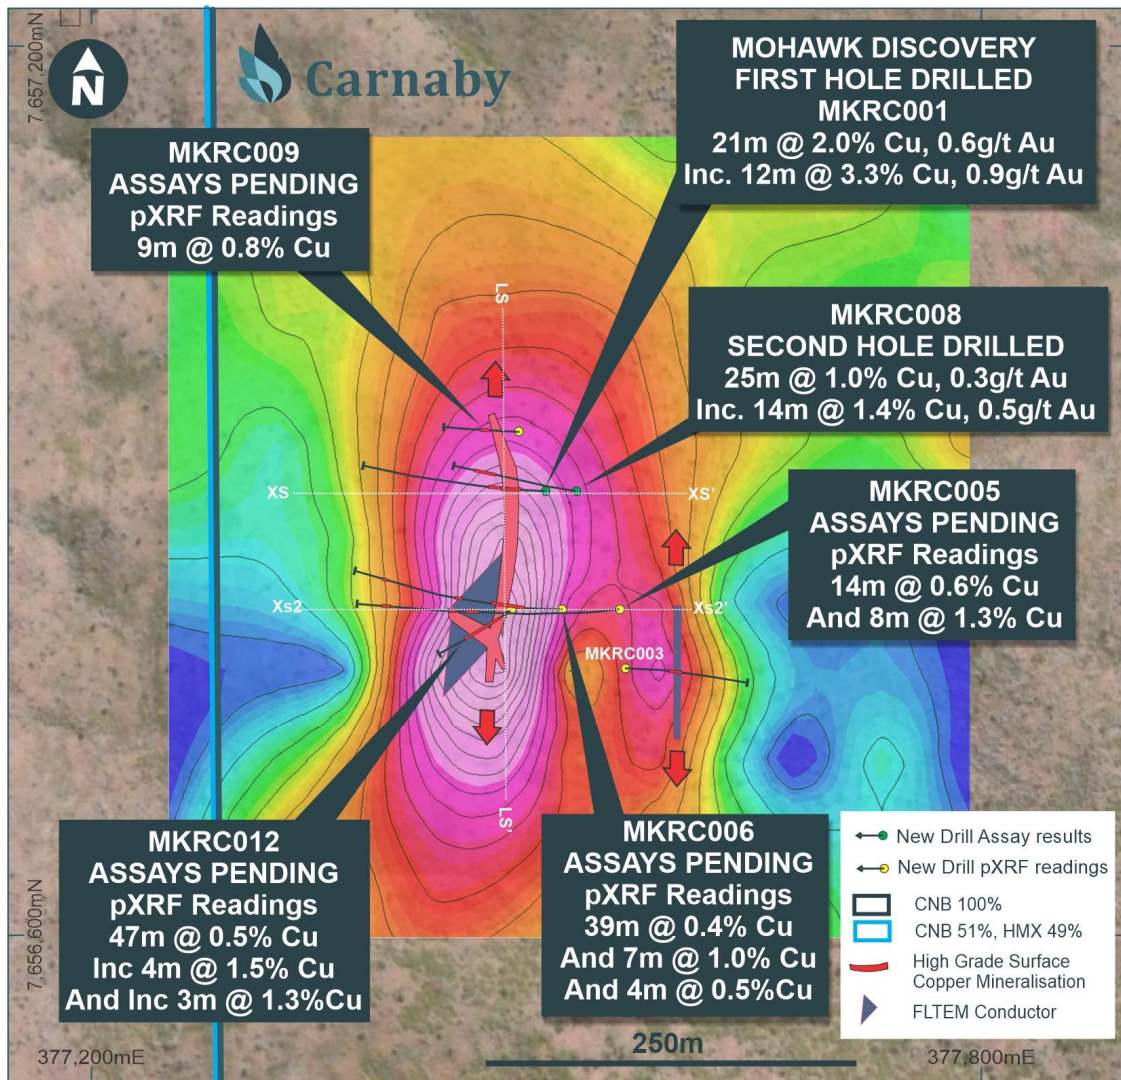 7,657,200mN
N
Carnaby
MOHAWK DISCOVERY
FIRST HOLE DRILLED
MKRC001
21m @ 2.0% Cu, 0.6g/t Au
Inc. 12m @ 3.3% Cu, 0.9g/t Au
MKRC009
ASSAYS PENDING
pXRF Readings
9m @ 0.8% Cu
LS
MKRC008
SECOND HOLE DRILLED
25m @ 1.0% Cu, 0.3g/t Au
Inc. 14m @ 1.4% Cu, 0.5g/t Au
XS
XS'
MKRC005
ASSAYS PENDING
pXRF Readings
14m @ 0.6% Cu
And 8m @ 1.3% Cu
Xs2
Xs2'
MKRC003
LS'
MKRC012
ASSAYS PENDING
pXRF Readings
47m @ 0.5% Cu
Inc 4m @ 1.5% Cu
And Inc 3m @ 1.3%Cu
MKRC006
ASSAYS PENDING
pXRF Readings
39m @ 0.4% Cu
And 7m @ 1.0% Cu
And 4m @ 0.5%Cu
New Drill Assay results
New Drill pXRF readings
CNB 100%
CNB 51%, HMX 49%
High Grade Surface
Copper Mineralisation
FLTEM Conductor
7,656,600mN
377,200mE
250m
377,800mE